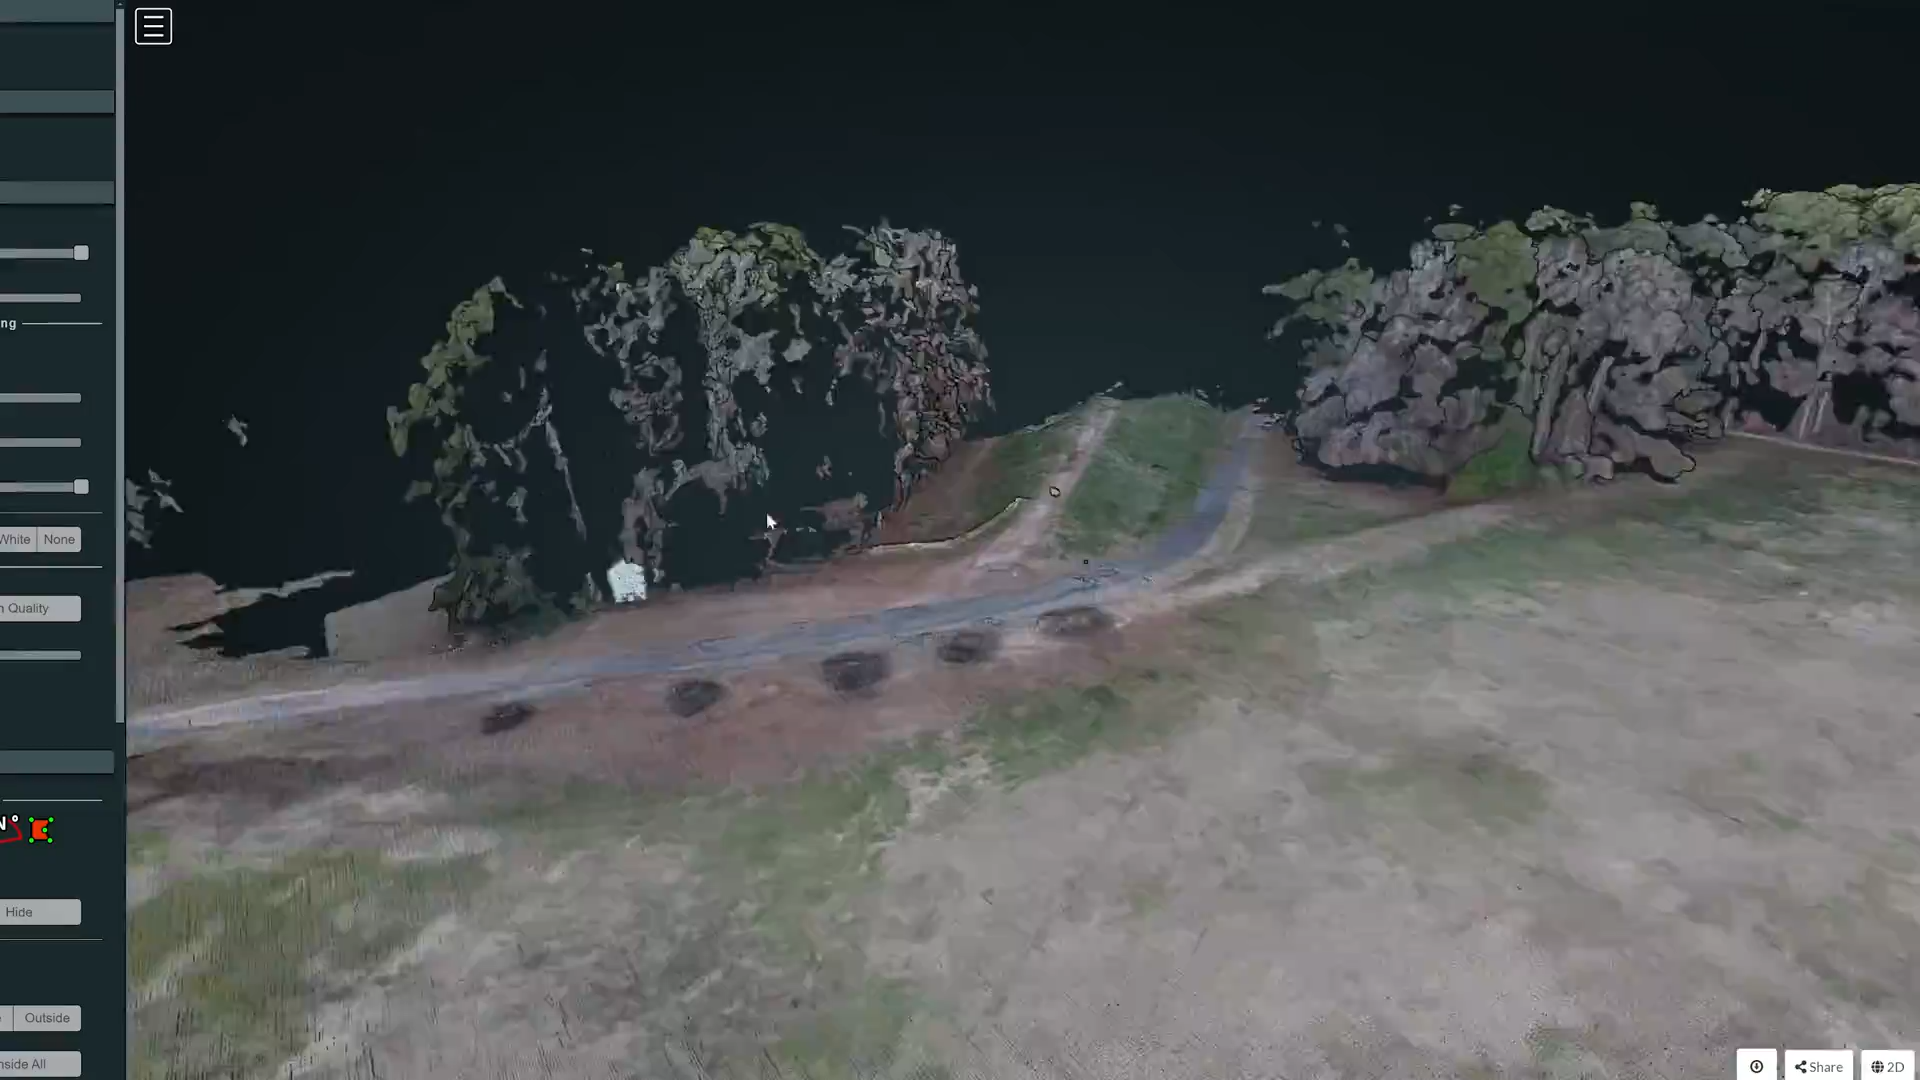 ng
White None
n Quality
N °
Hide
e Outside
nside All
Share
2D